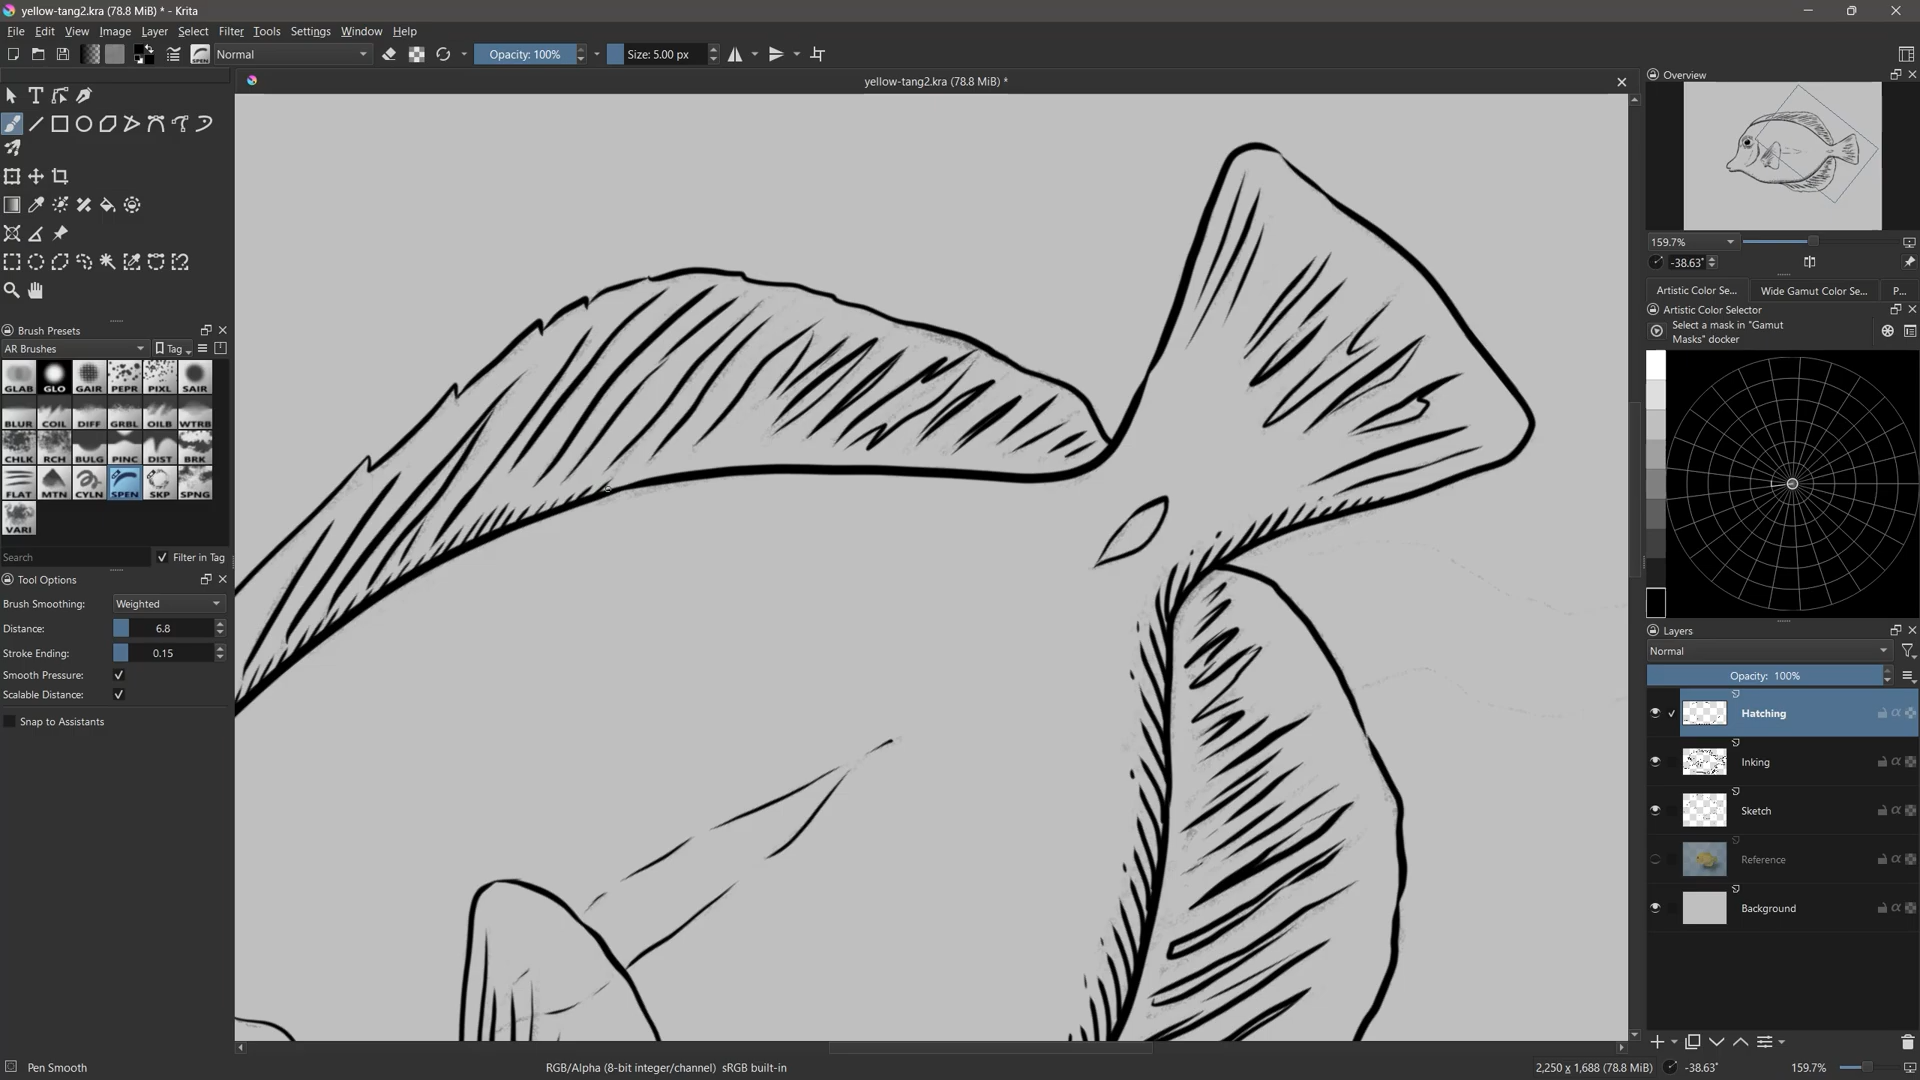 yellow-tang2.kra (78.8 MiB) * - Krita
File Edit View Image Layer Select Filter Tools Settings Window Help
SPEN Normal Opacity: 100% Size: 5.00 px
yellow-tang2.kra (78.8 MiB) *
Overview
159.7%
-38.63°
Artistic Color Se... Wide Gamut Color Se... P...
Artistic Color Selector
Select a mask in "Gamut
Masks" docker
Brush Presets
AR Brushes Tag
GLAB GLO GAIR PEPR PIXL SAIR
BLUR COIL DIFF GRBL OILB WTRB
CHLK RCH BULG PINC DIST BRK
FLAT MTN CYLN SPEN SKP SPNG
VARI
Search Filter in Tag
Tool Options
Brush Smoothing: Weighted
Distance: 6.8
Stroke Ending: 0.15
Smooth Pressure:
Scalable Distance:
Snap to Assistants
Layers
Normal
Opacity: 100%
Hatching
Inking
Sketch
Reference
Background
Pen Smooth RGB/Alpha (8-bit integer/channel) sRGB built-in 2,250 x 1,688 (78.8 MiB) -38.63° 159.7%